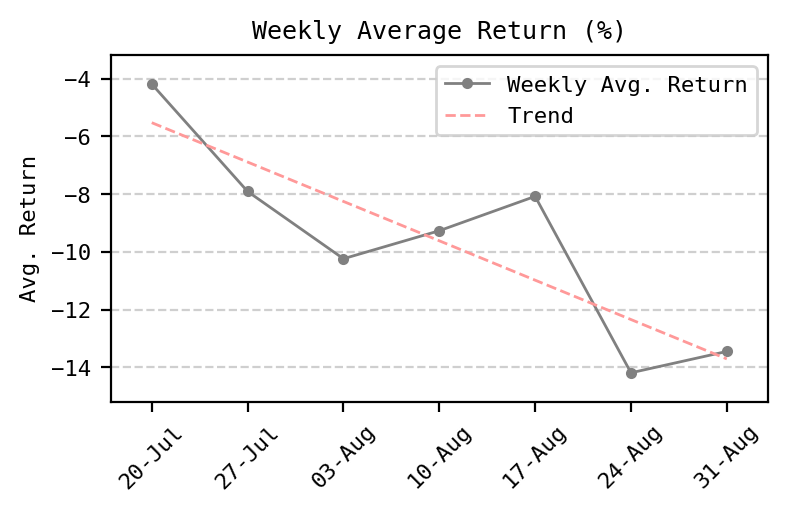 Weekly Average Return (%)
Weekly Avg. Return
Trend
Avg. Return
−4
−6
−8
−10
−12
−14
20-Jul
27-Jul
03-Aug
10-Aug
17-Aug
24-Aug
31-Aug